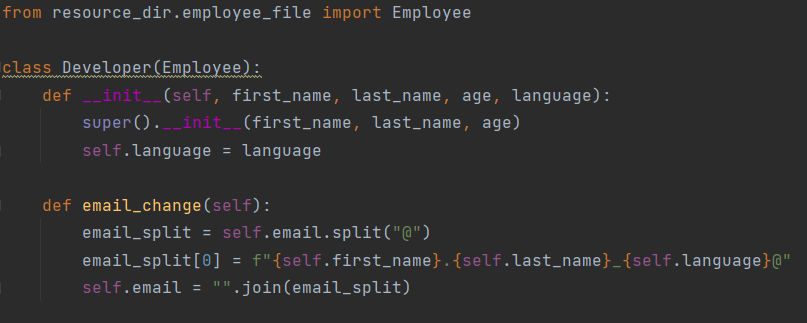 from resource_dir.employee_file import Employee
class Developer(Employee):
    def __init__(self, first_name, last_name, age, language):
        super().__init__(first_name, last_name, age)
        self.language = language
    def email_change(self):
        email_split = self.email.split("@")
        email_split[0] = f"{self.first_name}.{self.last_name}_{self.language}@"
        self.email = "".join(email_split)